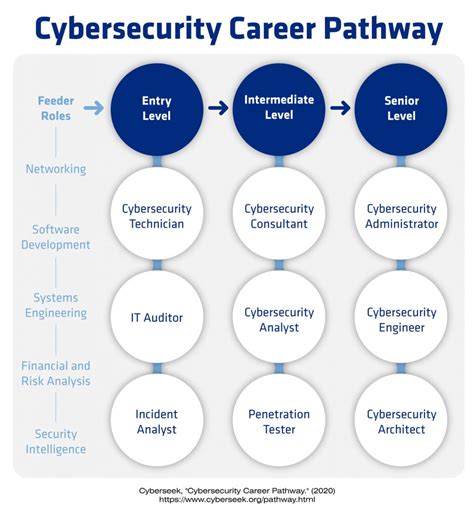 Cybersecurity Career Pathway
Feeder
Roles
Entry
Level
Intermediate
Level
Senior
Level
Networking
Software
Development
Systems
Engineering
Financial and
Risk Analysis
Security
Intelligence
Cybersecurity
Technician
IT Auditor
Incident
Analyst
Cybersecurity
Consultant
Cybersecurity
Analyst
Penetration
Tester
Cybersecurity
Administrator
Cybersecurity
Engineer
Cybersecurity
Architect
Cyberseek, "Cybersecurity Career Pathway." (2020)
https://www.cyberseek.org/pathway.html